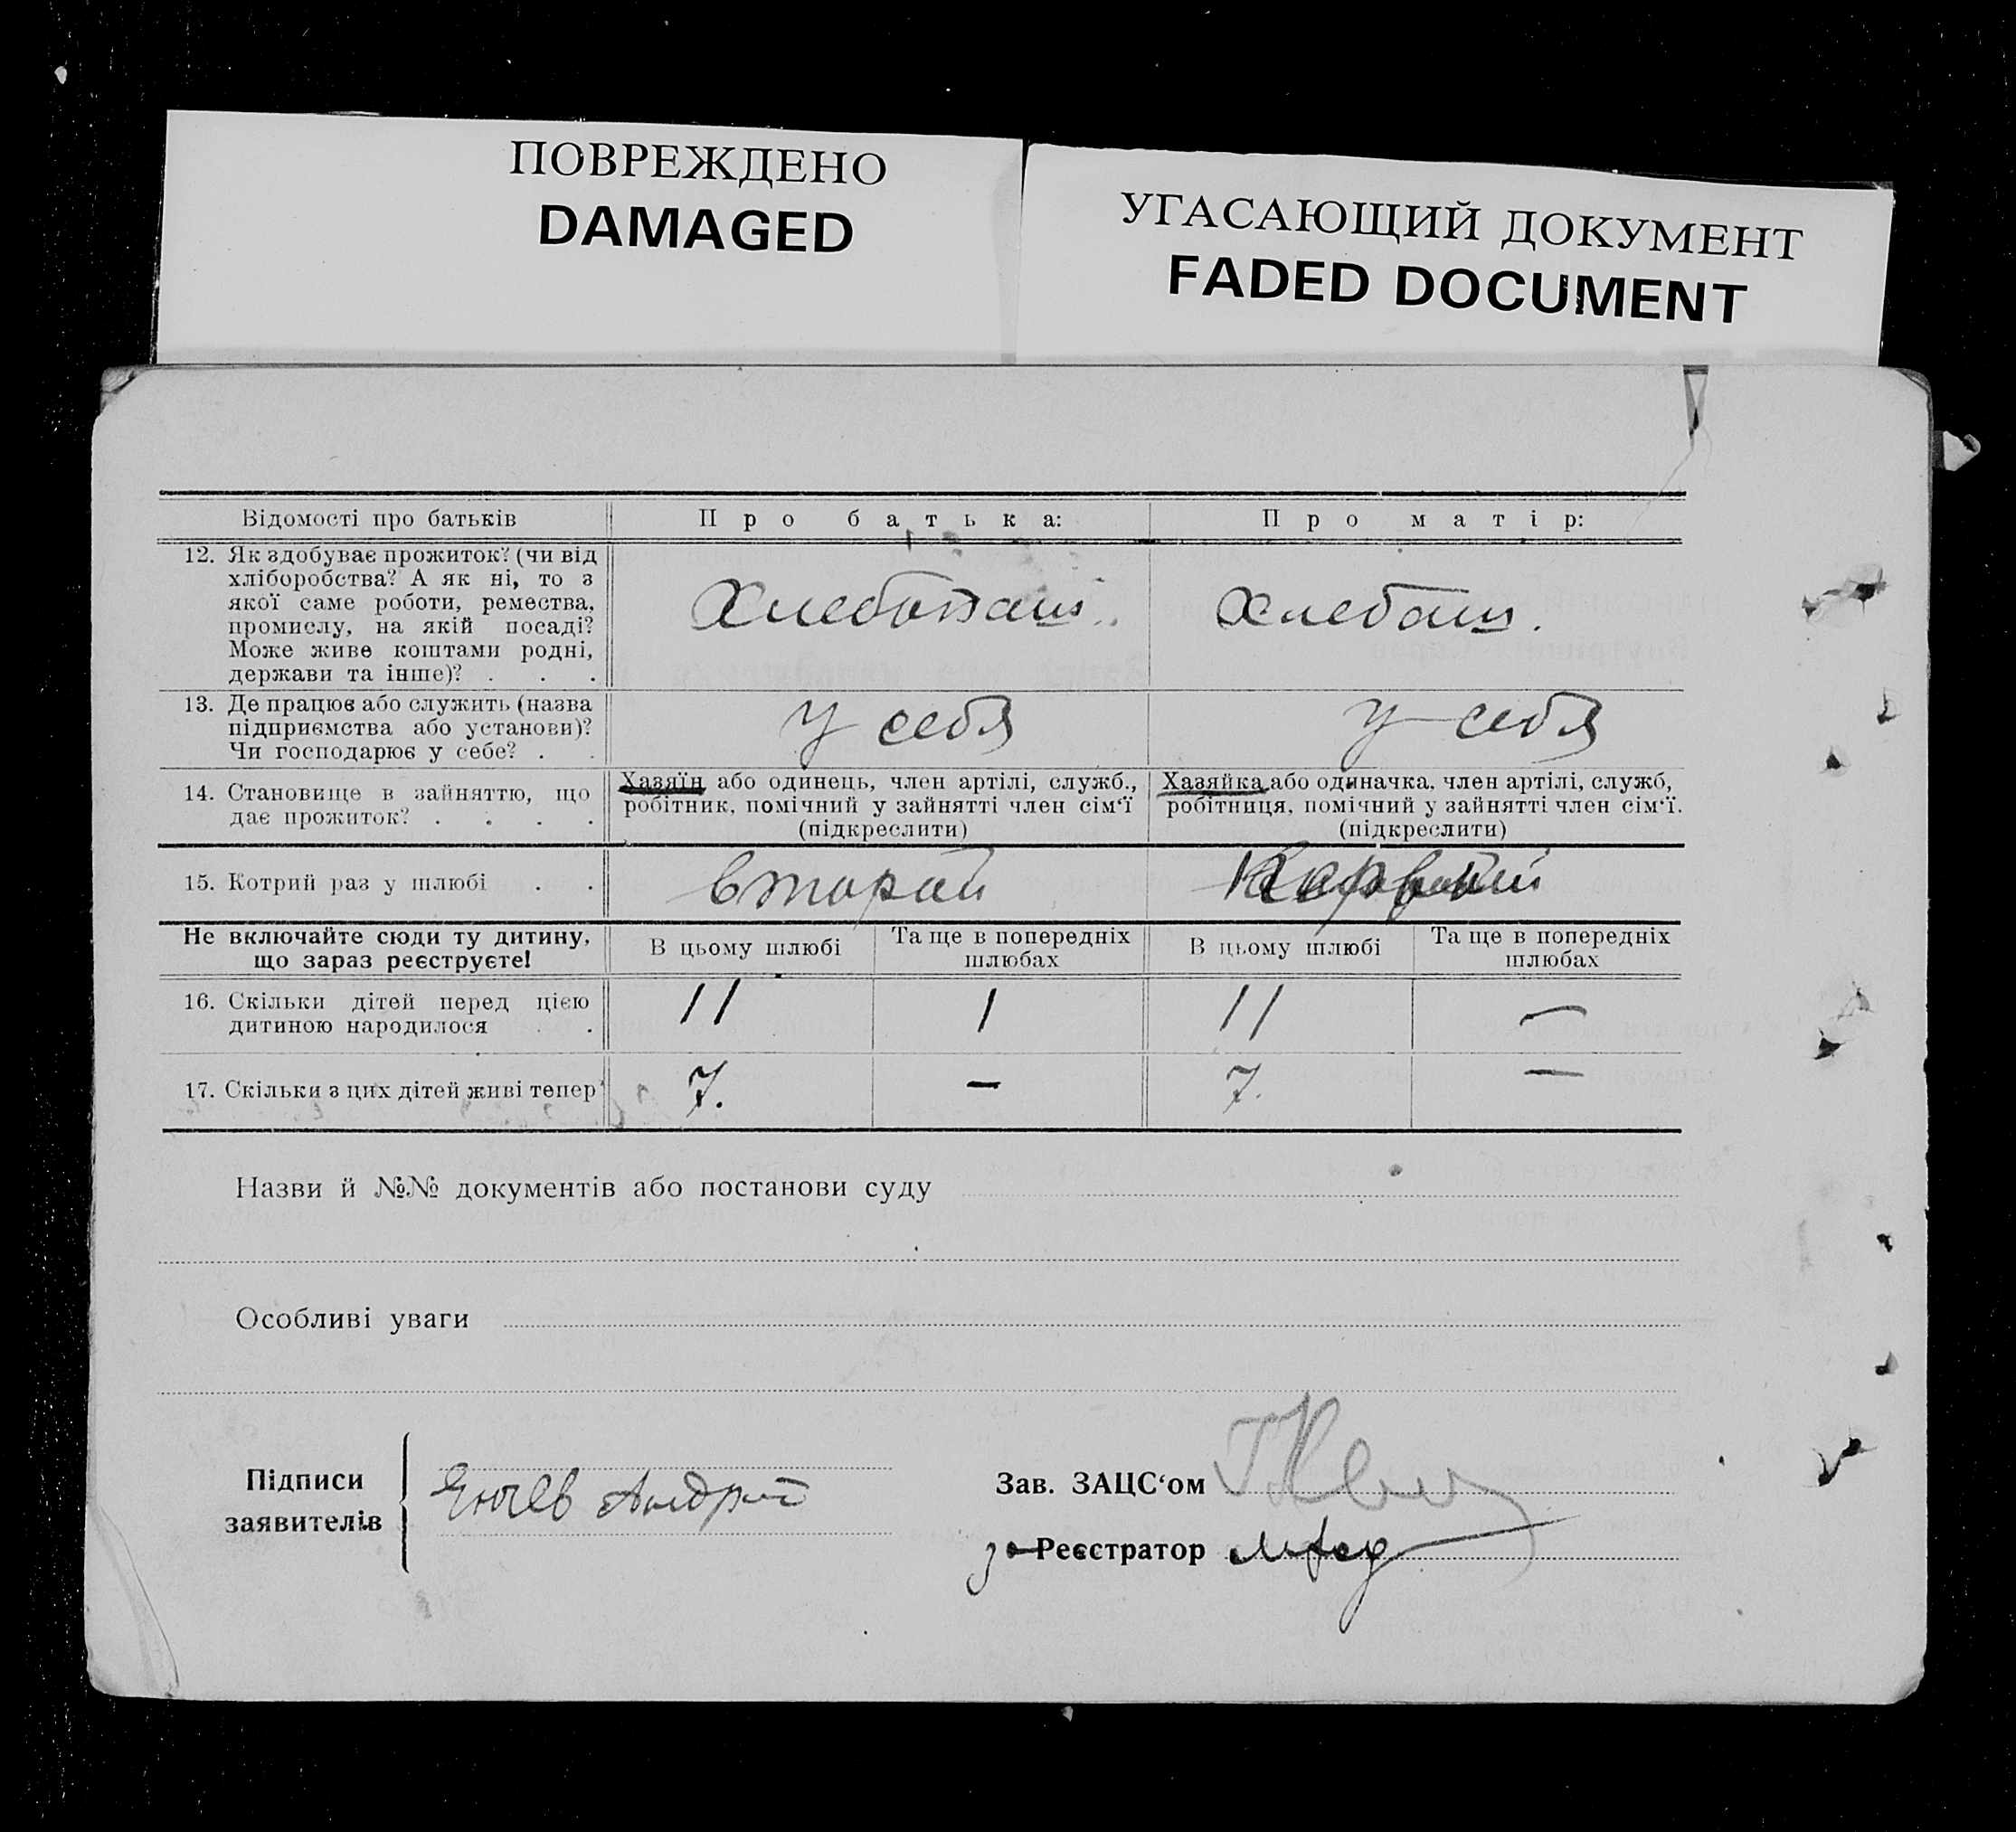 ПОВРЕЖДЕНО
DAMAGED
УГАСАЮЩИЙ ДОКУМЕНТ
FADED DOCUMENT
Відомості про батьків
Про батька:
Про матір:
12. Як здобуває прожиток? (чи від
хліборобства? А як ні, то з
якої саме роботи, ремества,
промислу, на якій посаді?
Може живе коштами родні,
держави та інше)? . . .
Хлебопаш..
Хлебаш.
13. Де працює або служить (назва
підприємства або установи)?
Чи господарює у себе? . .
у себя
у себя
14. Становище в зайняттю, що
дає прожиток? . . . .
Хазяїн або одинець, член артілі, служб.,
робітник, помічний у зайнятті член сім'ї
(підкреслити)
Хазяйка або одиначка, член артілі, служб,
робітниця, помічний у зайнятті член сім'ї.
(підкреслити)
15. Котрий раз у шлюбі . .
вторай
Не включайте сюди ту дитину,
що зараз реєструєте!
В цьому шлюбі
Та ще в попередніх
шлюбах
В цьому шлюбі
Та ще в попередніх
шлюбах
16. Скільки дітей перед цією
дитиною народилося . .
11
1
11
—
17. Скільки з цих дітей живі тепер
7.
—
7.
—
Назви й №№ документів або постанови суду
Особливі уваги
Підписи
заявителів
Андрій
Зав. ЗАЦС'ом
за Реєстратор